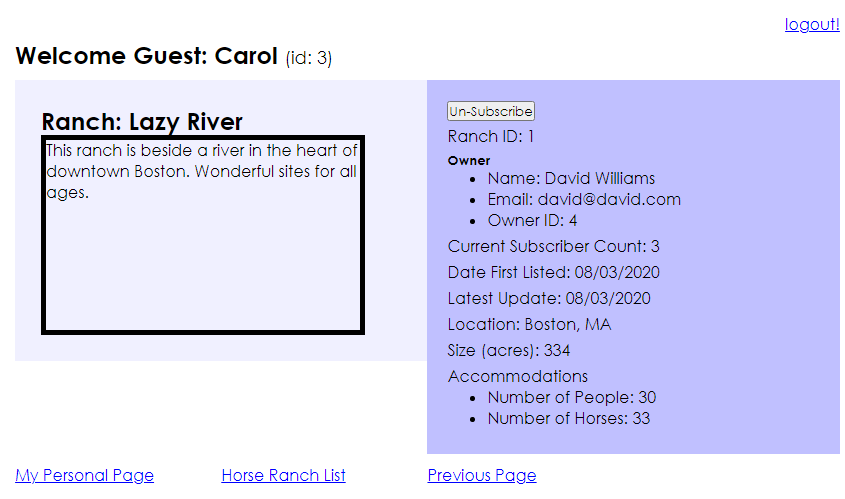 logout!
Welcome Guest: Carol (id: 3)
Ranch: Lazy River
This ranch is beside a river in the heart of
downtown Boston. Wonderful sites for all
ages.
Un-Subscribe
Ranch ID: 1
Owner
Name: David Williams
Email: david@david.com
Owner ID: 4
Current Subscriber Count: 3
Date First Listed: 08/03/2020
Latest Update: 08/03/2020
Location: Boston, MA
Size (acres): 334
Accommodations
Number of People: 30
Number of Horses: 33
My Personal Page
Horse Ranch List
Previous Page